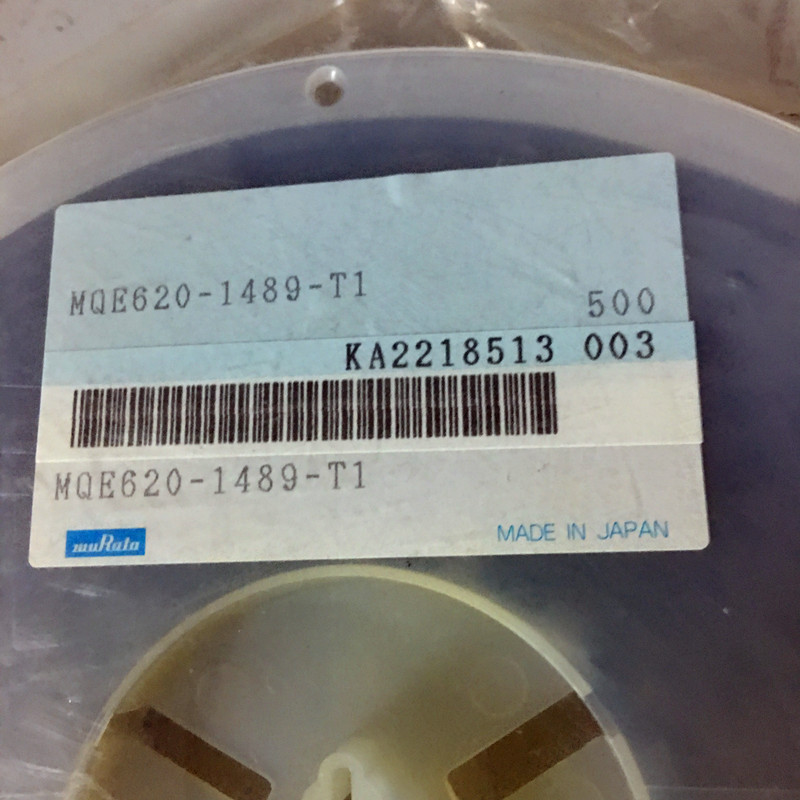 MQE620-1489-T1
500
KA2218513 003
MQE620-1489-T1
muRata
MADE IN JAPAN